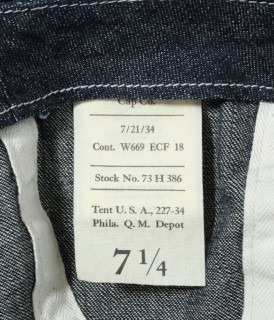 Cap Co.
7/21/34
Cont. W669 ECF 18
Stock No. 73 H 386
Tent U. S. A., 227-34
Phila. Q. M. Depot
7 1/4